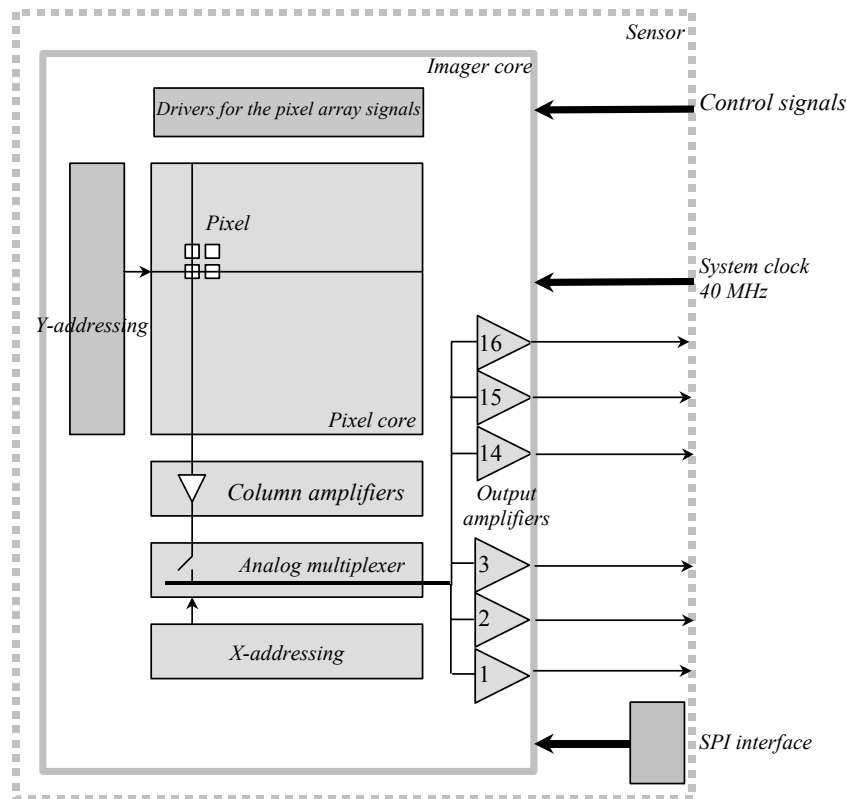 Sensor
Imager core
Drivers for the pixel array signals
Control signals
Pixel
System clock
40 MHz
Y-addressing
16
15
Pixel core
14
Column amplifiers
Output
amplifiers
Analog multiplexer
3
2
X-addressing
1
SPI interface